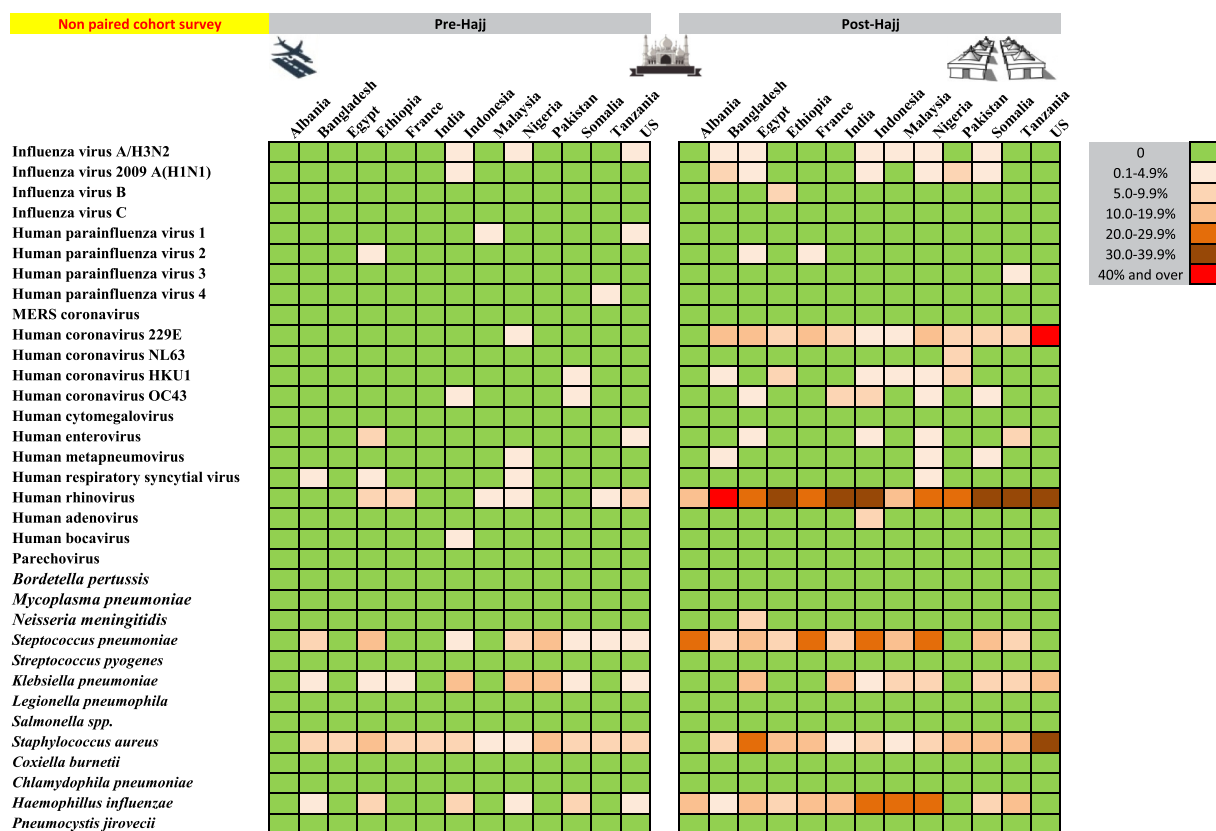 Non paired cohort survey
Pre-Hajj
Post-Hajj
Albania
Bangladesh
Egypt
Ethiopia
France
India
Indonesia
Malaysia
Nigeria
Pakistan
Somalia
Tanzania
US
Albania
Bangladesh
Egypt
Ethiopia
France
India
Indonesia
Malaysia
Nigeria
Pakistan
Somalia
Tanzania
US
Influenza virus A/H3N2
Influenza virus 2009 A(H1N1)
Influenza virus B
Influenza virus C
Human parainfluenza virus 1
Human parainfluenza virus 2
Human parainfluenza virus 3
Human parainfluenza virus 4
MERS coronavirus
Human coronavirus 229E
Human coronavirus NL63
Human coronavirus HKU1
Human coronavirus OC43
Human cytomegalovirus
Human enterovirus
Human metapneumovirus
Human respiratory syncytial virus
Human rhinovirus
Human adenovirus
Human bocavirus
Parechovirus
Bordetella pertussis
Mycoplasma pneumoniae
Neisseria meningitidis
Steptococcus pneumoniae
Streptococcus pyogenes
Klebsiella pneumoniae
Legionella pneumophila
Salmonella spp.
Staphylococcus aureus
Coxiella burnetii
Chlamydophila pneumoniae
Haemophillus influenzae
Pneumocystis jirovecii
0
0.1-4.9%
5.0-9.9%
10.0-19.9%
20.0-29.9%
30.0-39.9%
40% and over